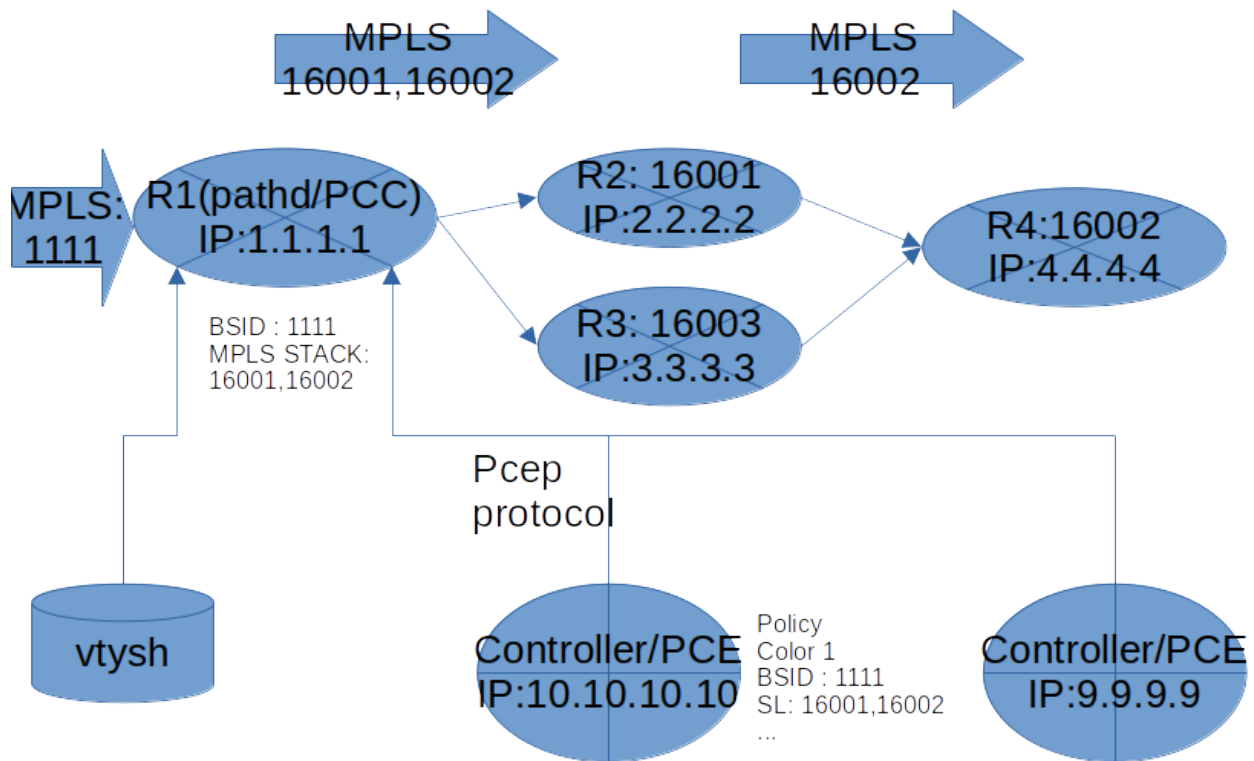 MPLS
16001,16002
MPLS
16002
MPLS:
1111
R1(pathd/PCC)
IP:1.1.1.1
R2: 16001
IP:2.2.2.2
R4:16002
IP:4.4.4.4
R3: 16003
IP:3.3.3.3
BSID : 1111
MPLS STACK:
16001,16002
Pcep
protocol
vtysh
Controller/PCE
IP:10.10.10.10
Policy
Color 1
BSID : 1111
SL: 16001,16002
...
Controller/PCE
IP:9.9.9.9